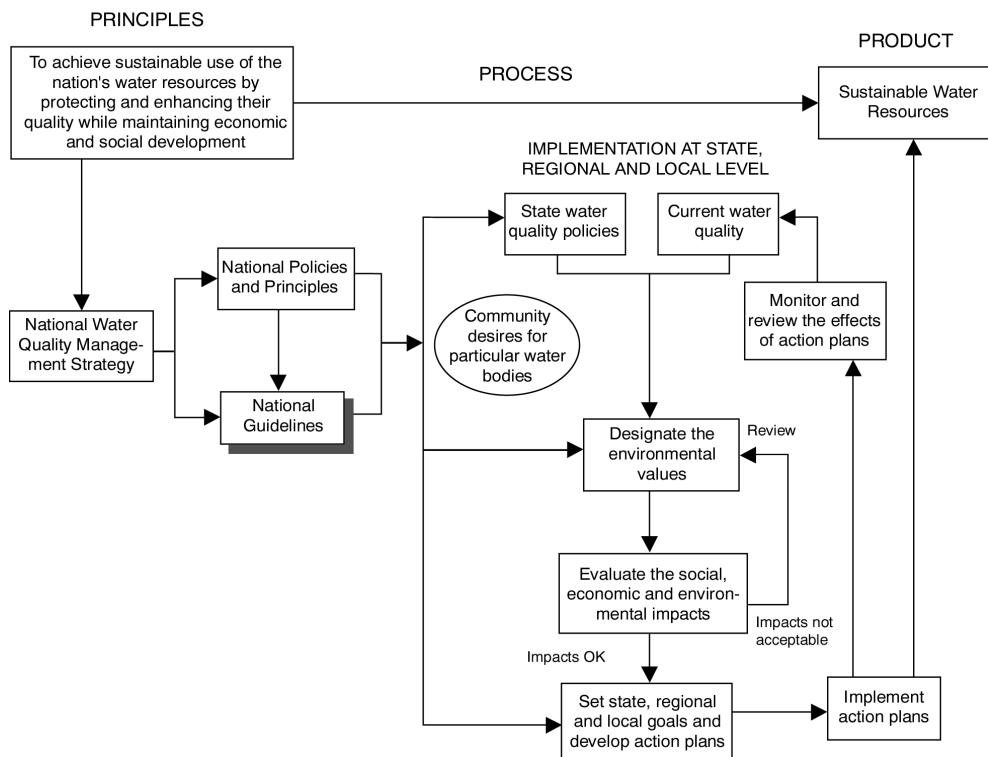 PRINCIPLES
To achieve sustainable use of the
nation's water resources by
protecting and enhancing their
quality while maintaining economic
and social development
PROCESS
PRODUCT
Sustainable Water
Resources
IMPLEMENTATION AT STATE,
REGIONAL AND LOCAL LEVEL
State water
quality policies
Current water
quality
National Policies
and Principles
National Water
Quality Manage-
ment Strategy
National
Guidelines
Community
desires for
particular water
bodies
Monitor and
review the effects
of action plans
Designate the
environmental
values
Review
Evaluate the social,
economic and environ-
mental impacts
Impacts not
acceptable
Impacts OK
Set state, regional
and local goals and
develop action plans
Implement
action plans